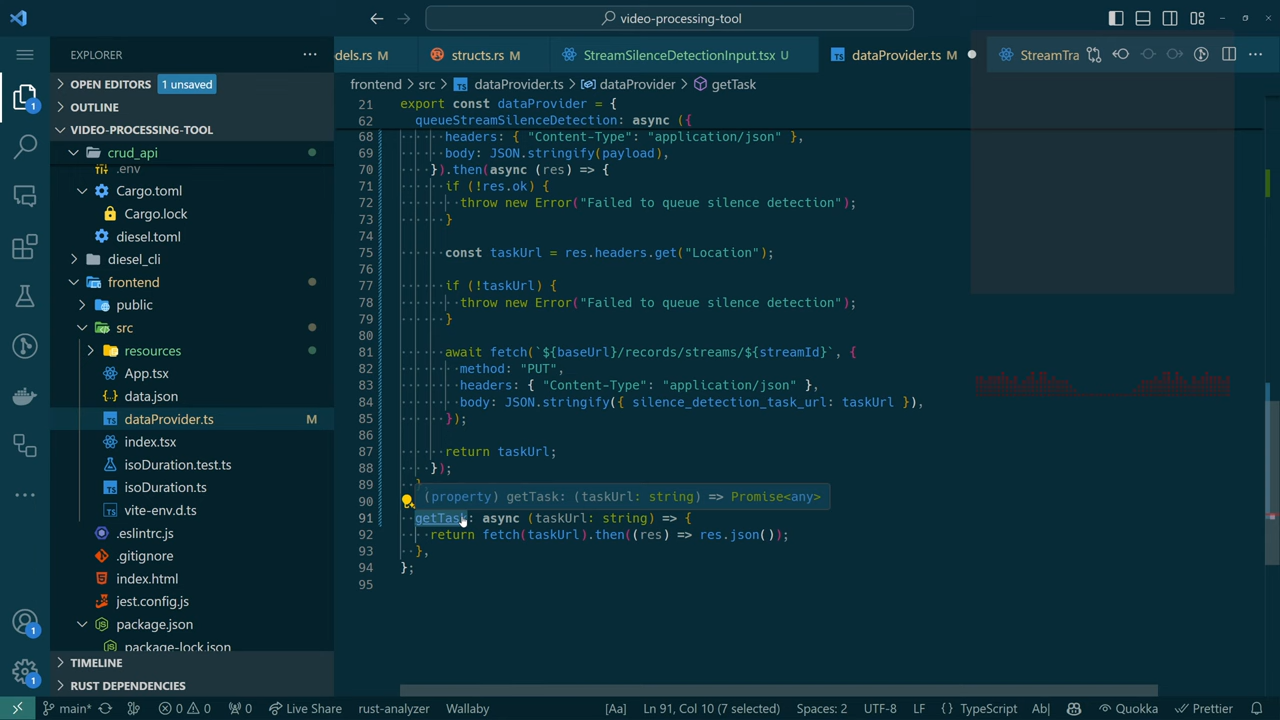 video-processing-tool
EXPLORER
dels.rs M
structs.rs M
StreamSilenceDetectionInput.tsx U
dataProvider.ts M
StreamTra
OPEN EDITORS 1 unsaved
OUTLINE
VIDEO-PROCESSING-TOOL
crud_api
.env
Cargo.toml
Cargo.lock
diesel.toml
diesel_cli
frontend
public
src
resources
App.tsx
data.json
dataProvider.ts M
index.tsx
isoDuration.test.ts
isoDuration.ts
vite-env.d.ts
.eslintrc.js
.gitignore
index.html
jest.config.js
package.json
package-lock.json
TIMELINE
RUST DEPENDENCIES
frontend > src > TS dataProvider.ts > dataProvider > getTask
21 export const dataProvider = {
62 queueStreamSilenceDetection: async ({
68 headers: { "Content-Type": "application/json" },
69 body: JSON.stringify(payload),
70 }).then(async (res) => {
71 if (!res.ok) {
72 throw new Error("Failed to queue silence detection");
73 }
74
75 const taskUrl = res.headers.get("Location");
76
77 if (!taskUrl) {
78 throw new Error("Failed to queue silence detection");
79 }
80
81 await fetch(`${baseUrl}/records/streams/${streamId}`, {
82 method: "PUT",
83 headers: { "Content-Type": "application/json" },
84 body: JSON.stringify({ silence_detection_task_url: taskUrl }),
85 });
86
87 return taskUrl;
88 });
89 }
90 (property) getTask: (taskUrl: string) => Promise<any>
91 getTask: async (taskUrl: string) => {
92 return fetch(taskUrl).then((res) => res.json());
93 },
94 };
95
main* 0 0 0 Live Share rust-analyzer Wallaby Ln 91, Col 10 (7 selected) [Aa] Spaces: 2 UTF-8 LF {} TypeScript Ab| Quokka Prettier